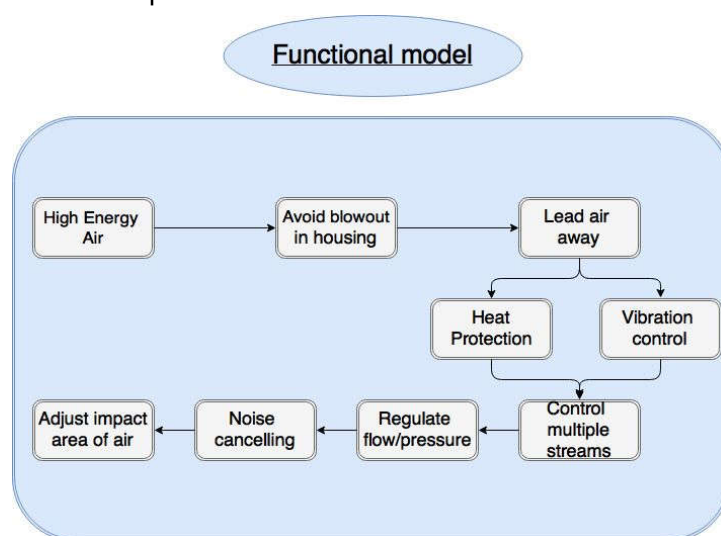 Functional model
High Energy
Air
Avoid blowout
in housing
Lead air
away
Heat
Protection
Vibration
control
Adjust impact
area of air
Noise
cancelling
Regulate
flow/pressure
Control
multiple
streams